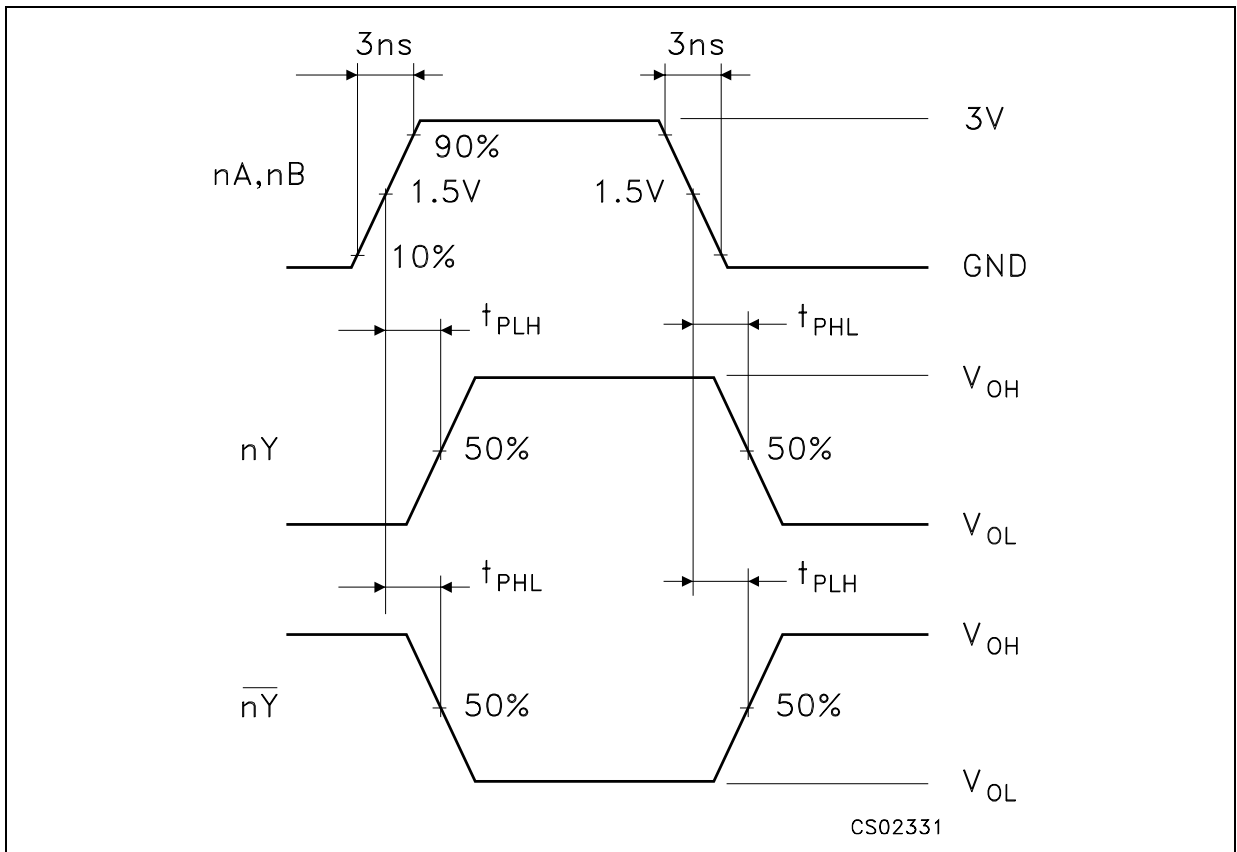 3ns 3ns
3V
90%
nA,nB
1.5V 1.5V
10%
GND
tPLH tPHL
VOH
nY 50% 50%
VOL
tPHL tPLH
VOH
n̅Y̅ 50% 50%
VOL
CS02331